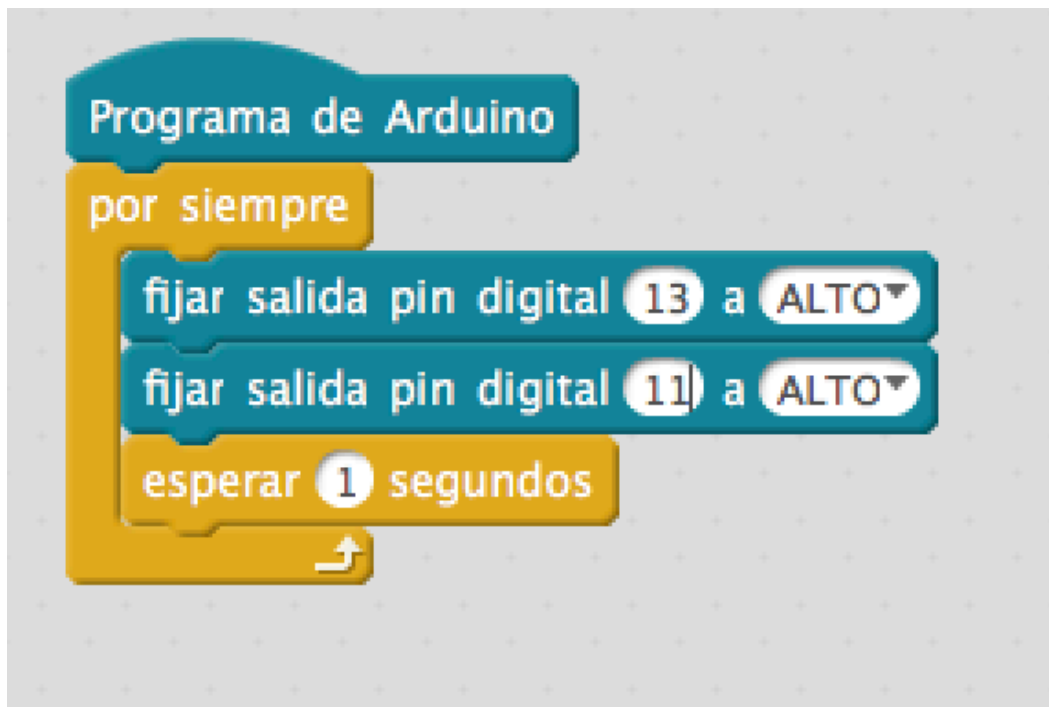 Programa de Arduino
por siempre
fijar salida pin digital 13 a ALTO
fijar salida pin digital 11 a ALTO
esperar 1 segundos